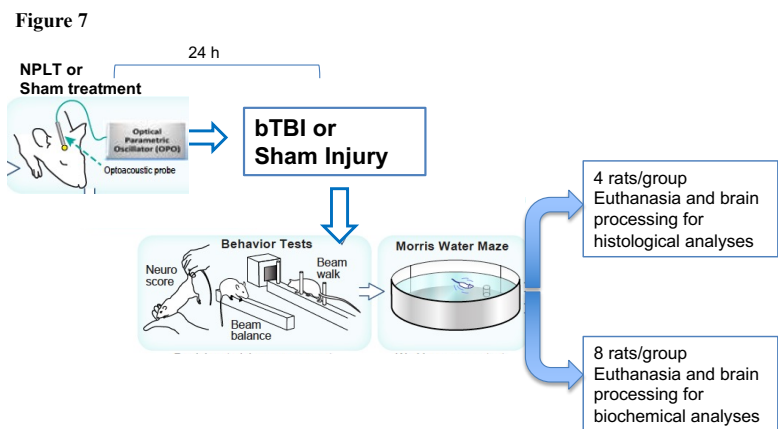 Figure 7
24 h
NPLT or
Sham treatment
Optical
Parametric
Oscillator (OPO)
Optoacoustic probe
bTBI or
Sham Injury
Behavior Tests
Neuro
score
Beam
walk
Beam
balance
Morris Water Maze
4 rats/group
Euthanasia and brain
processing for
histological analyses
8 rats/group
Euthanasia and brain
processing for
biochemical analyses